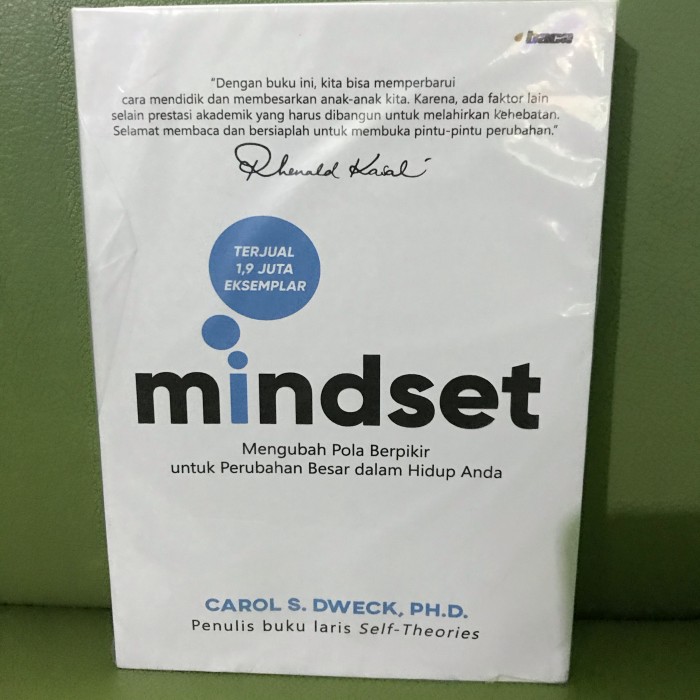 baca
"Dengan buku ini, kita bisa memperbarui
cara mendidik dan membesarkan anak-anak kita. Karena, ada faktor lain
selain prestasi akademik yang harus dibangun untuk melahirkan kehebatan.
Selamat membaca dan bersiaplah untuk membuka pintu-pintu perubahan."
Rhenald Kasali
TERJUAL
1,9 JUTA
EKSEMPLAR
mindset
Mengubah Pola Berpikir
untuk Perubahan Besar dalam Hidup Anda
CAROL S. DWECK, PH.D.
Penulis buku laris Self-Theories